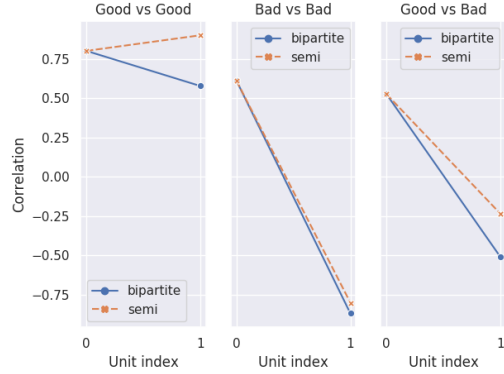 Good vs Good
Bad vs Bad
Good vs Bad
Correlation
0.75
0.50
0.25
0.00
−0.25
−0.50
−0.75
bipartite
semi
0
1
Unit index
bipartite
semi
0
1
Unit index
bipartite
semi
0
1
Unit index